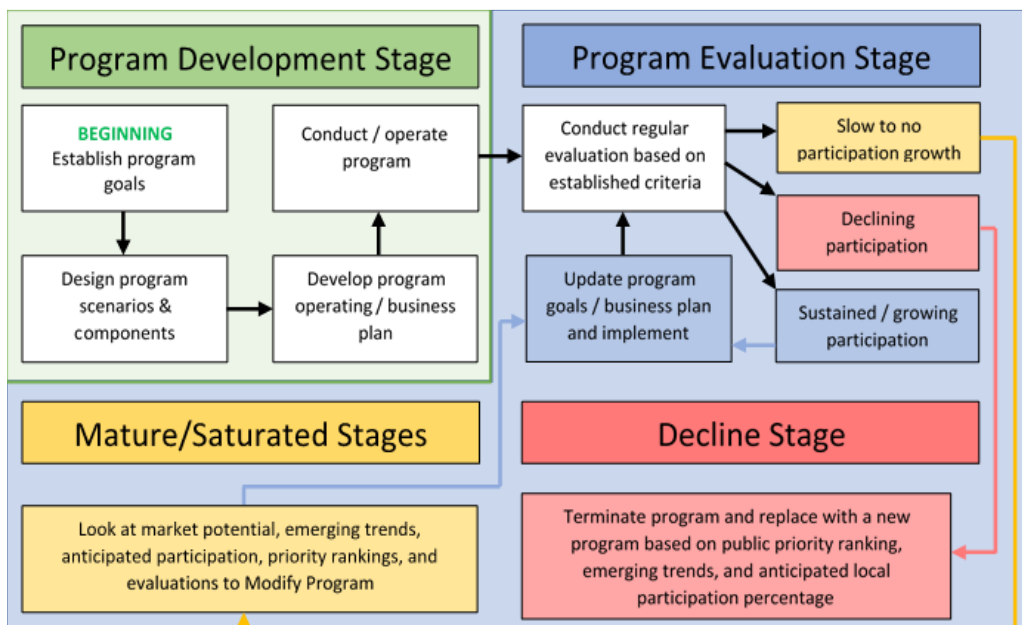 Program Development Stage
BEGINNING
Establish program
goals
Design program
scenarios &
components
Develop program
operating / business
plan
Conduct / operate
program
Program Evaluation Stage
Conduct regular
evaluation based on
established criteria
Slow to no
participation growth
Declining
participation
Sustained / growing
participation
Update program
goals / business plan
and implement
Mature/Saturated Stages
Look at market potential, emerging trends,
anticipated participation, priority rankings, and
evaluations to Modify Program
Decline Stage
Terminate program and replace with a new
program based on public priority ranking,
emerging trends, and anticipated local
participation percentage